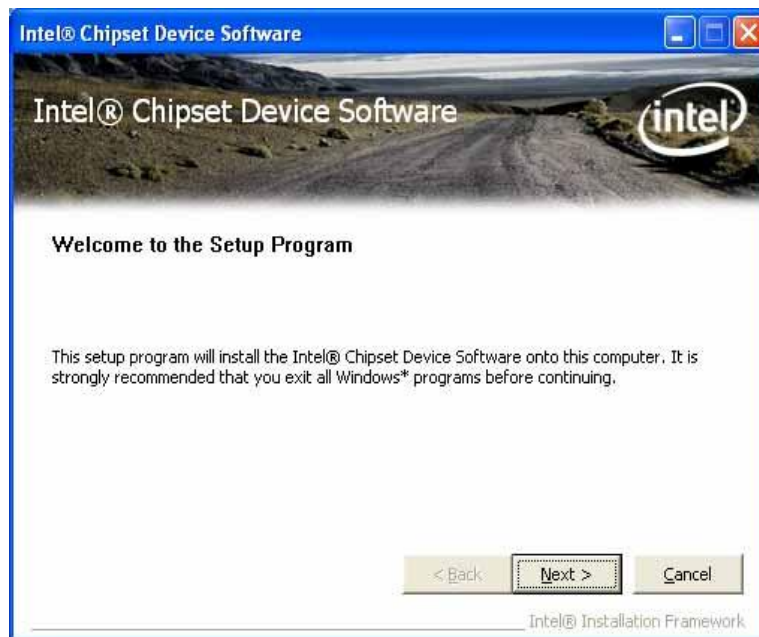 Intel® Chipset Device Software
Intel® Chipset Device Software
intel
Welcome to the Setup Program
This setup program will install the Intel® Chipset Device Software onto this computer. It is
strongly recommended that you exit all Windows* programs before continuing.
< Back
Next >
Cancel
Intel® Installation Framework